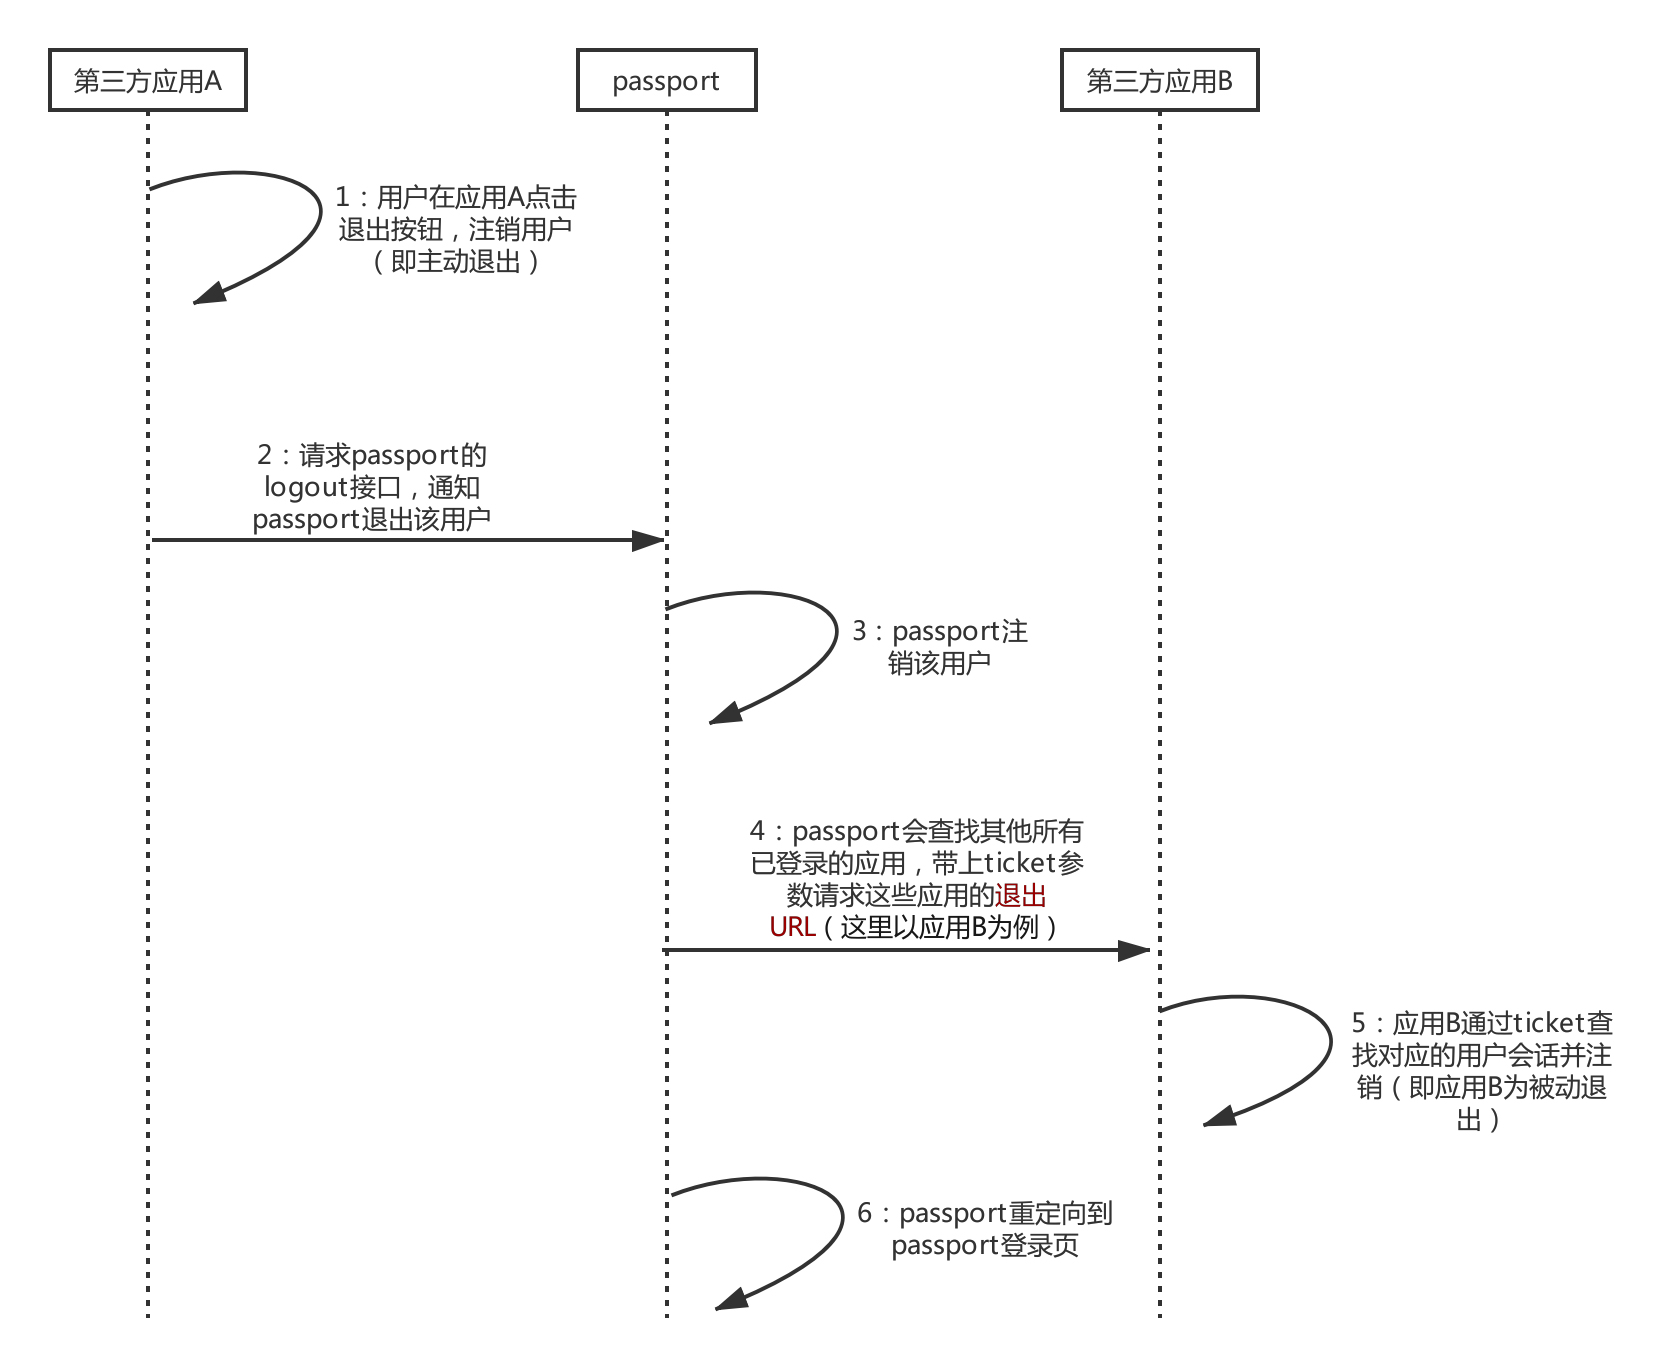 第三方应用A
passport
第三方应用B
1：用户在应用A点击
退出按钮，注销用户
（即主动退出）
2：请求passport的
logout接口，通知
passport退出该用户
3：passport注
销该用户
4：passport会查找其他所有
已登录的应用，带上ticket参
数请求这些应用的退出
URL（这里以应用B为例）
5：应用B通过ticket查
找对应的用户会话并注
销（即应用B为被动退
出）
6：passport重定向到
passport登录页